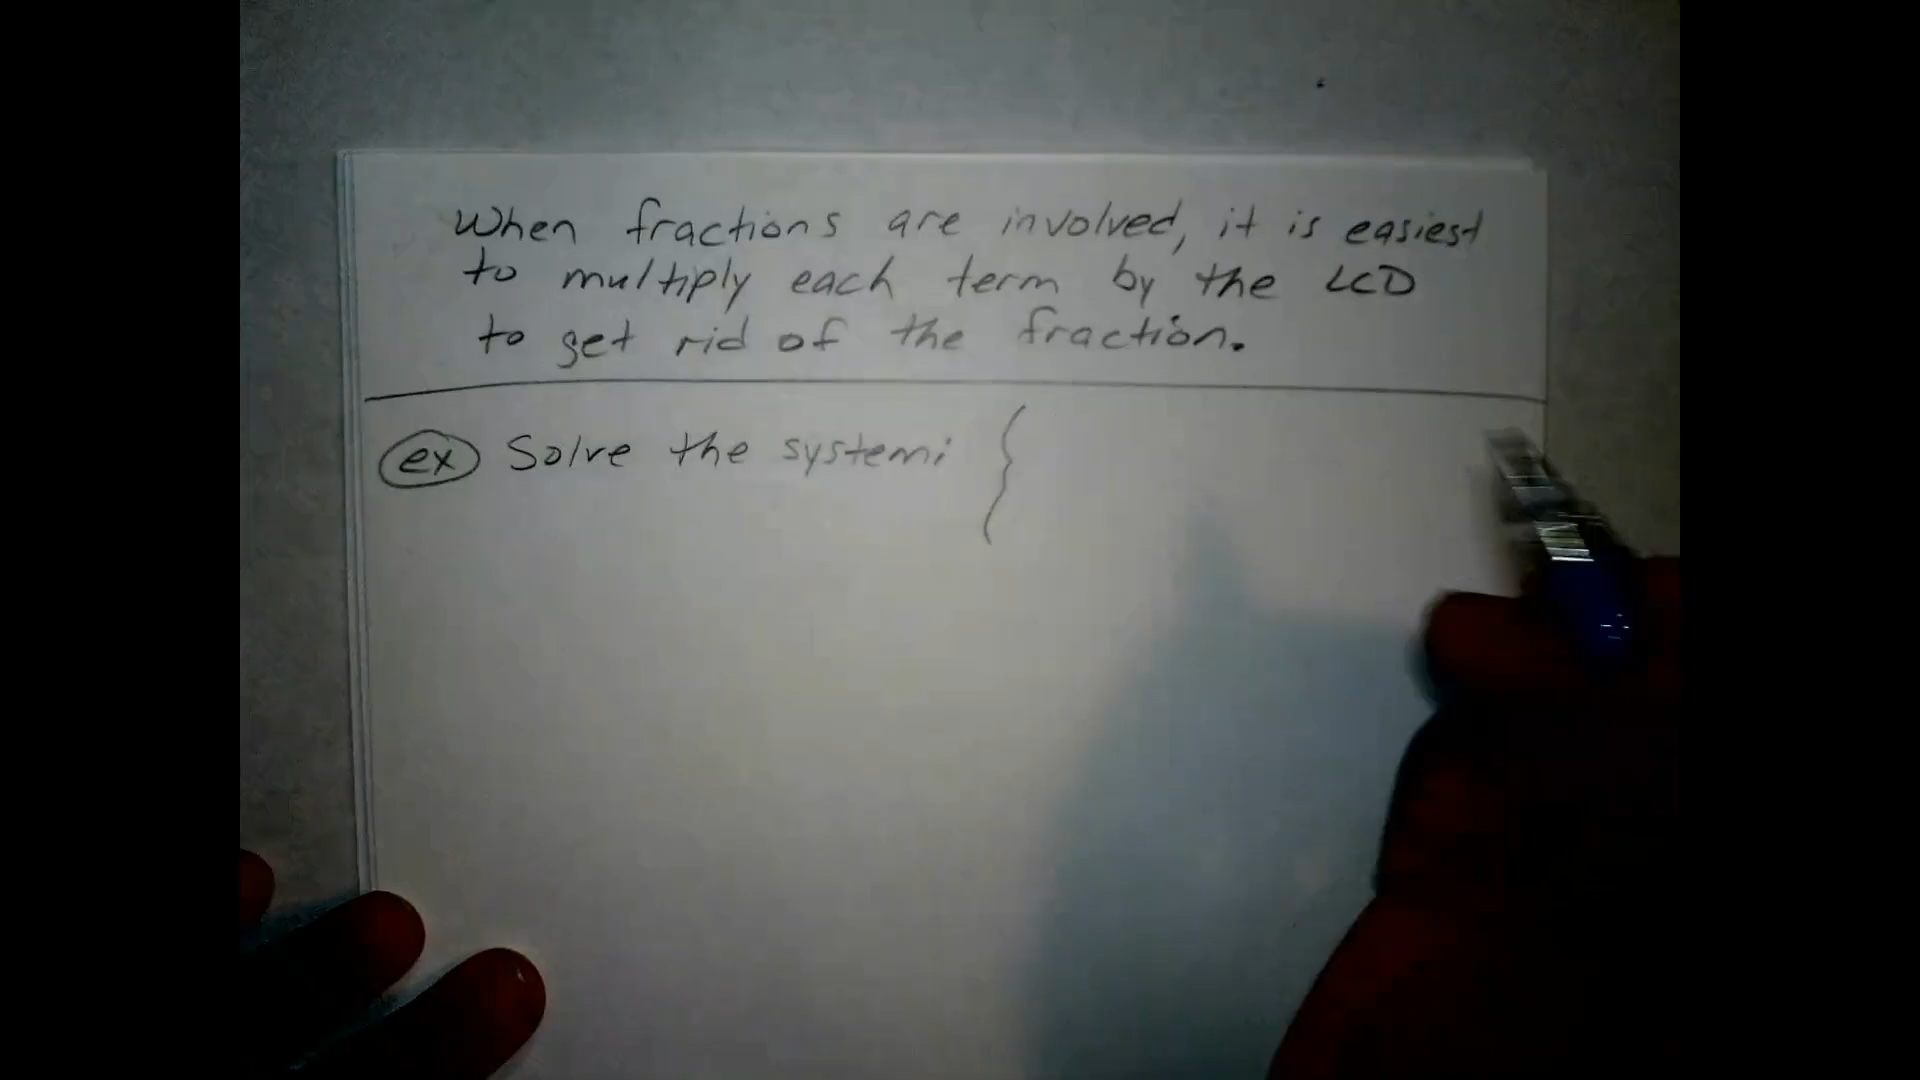 When fractions are involved, it is easiest
to multiply each term by the LCD
to get rid of the fraction.
ex Solve the system: {